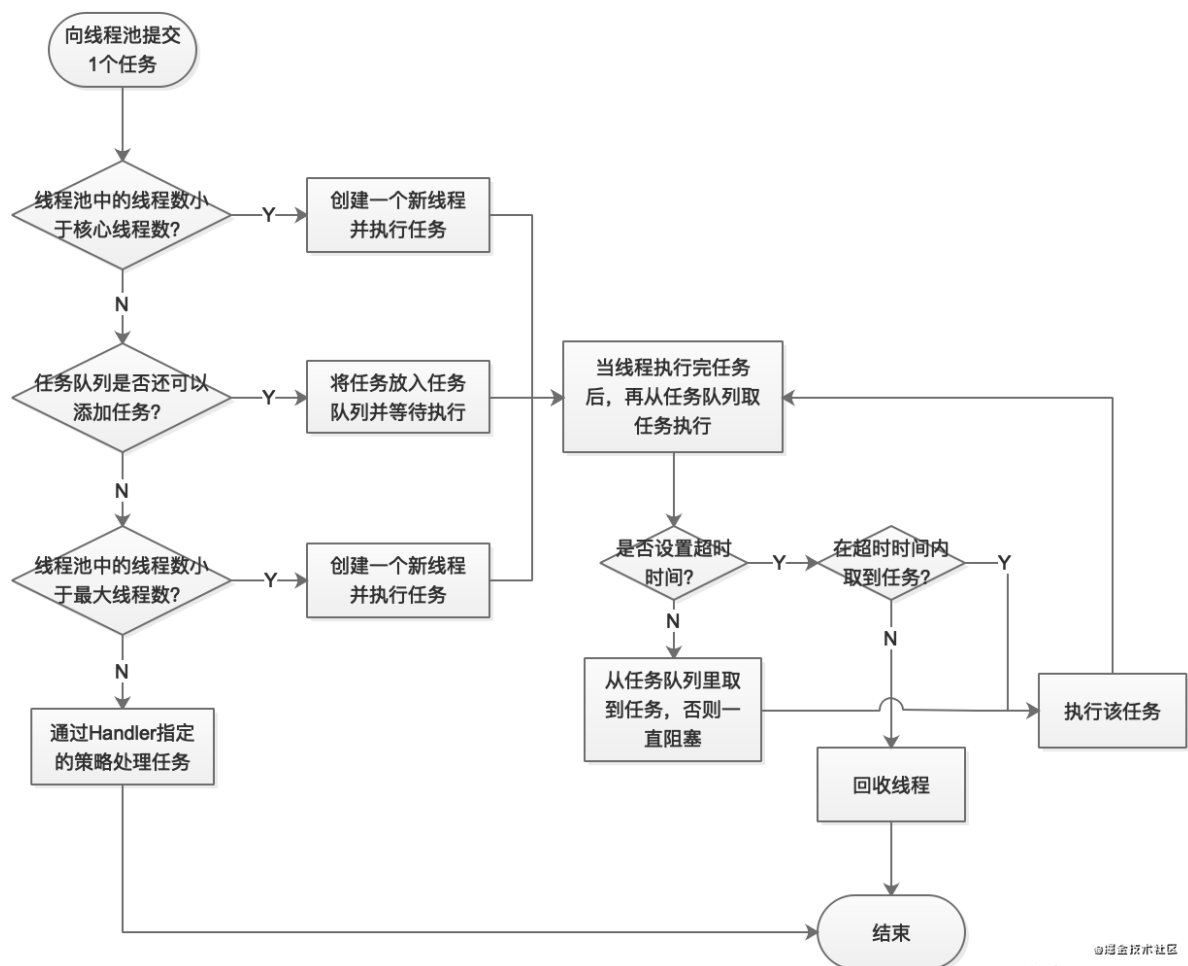 向线程池提交
1个任务
线程池中的线程数小
于核心线程数?
Y
创建一个新线程
并执行任务
N
任务队列是否还可以
添加任务?
Y
将任务放入任务
队列并等待执行
当线程执行完任务
后，再从任务队列取
任务执行
N
线程池中的线程数小
于最大线程数?
Y
创建一个新线程
并执行任务
是否设置超时
时间?
Y
在超时时间内
取到任务?
Y
N
N
N
从任务队列里取
到任务，否则一
直阻塞
执行该任务
通过Handler指定
的策略处理任务
回收线程
结束
@掘金技术社区